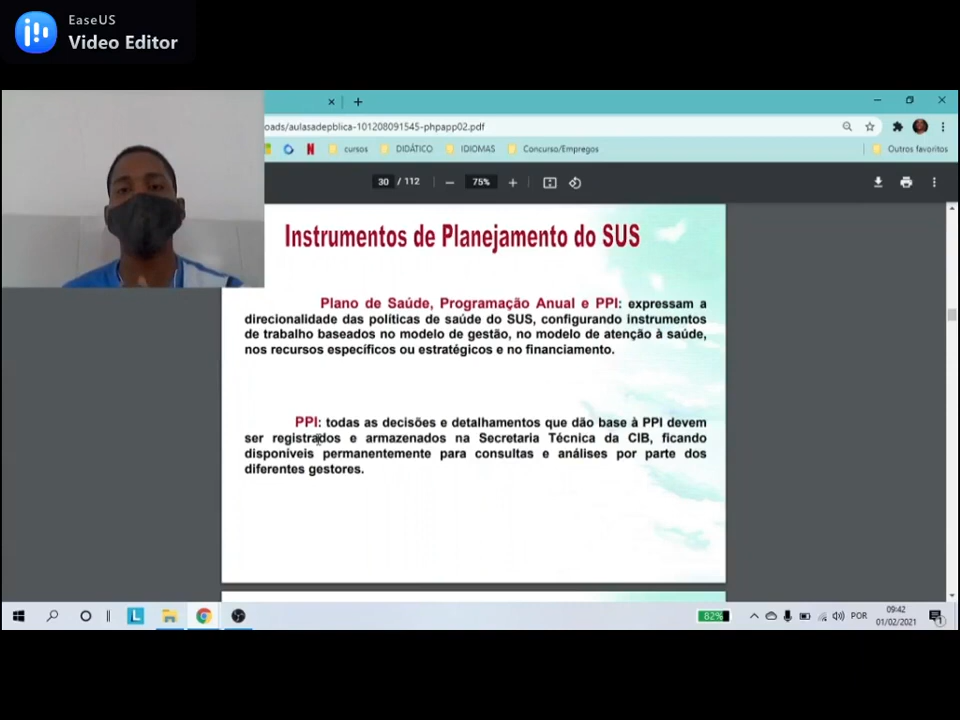 EaseUS
Video Editor
oads/aulasadepblica-101208091545-phpapp02.pdf
cursos
DIDÁTICO
IDIOMAS
Concurso/Empregos
Outros favoritos
30 / 112
75%
Instrumentos de Planejamento do SUS
Plano de Saúde, Programação Anual e PPI: expressam a
direcionalidade das políticas de saúde do SUS, configurando instrumentos
de trabalho baseados no modelo de gestão, no modelo de atenção à saúde,
nos recursos específicos ou estratégicos e no financiamento.
PPI: todas as decisões e detalhamentos que dão base à PPI devem
ser registrados e armazenados na Secretaria Técnica da CIB, ficando
disponíveis permanentemente para consultas e análises por parte dos
diferentes gestores.
82%
POR
09:42
01/02/2021